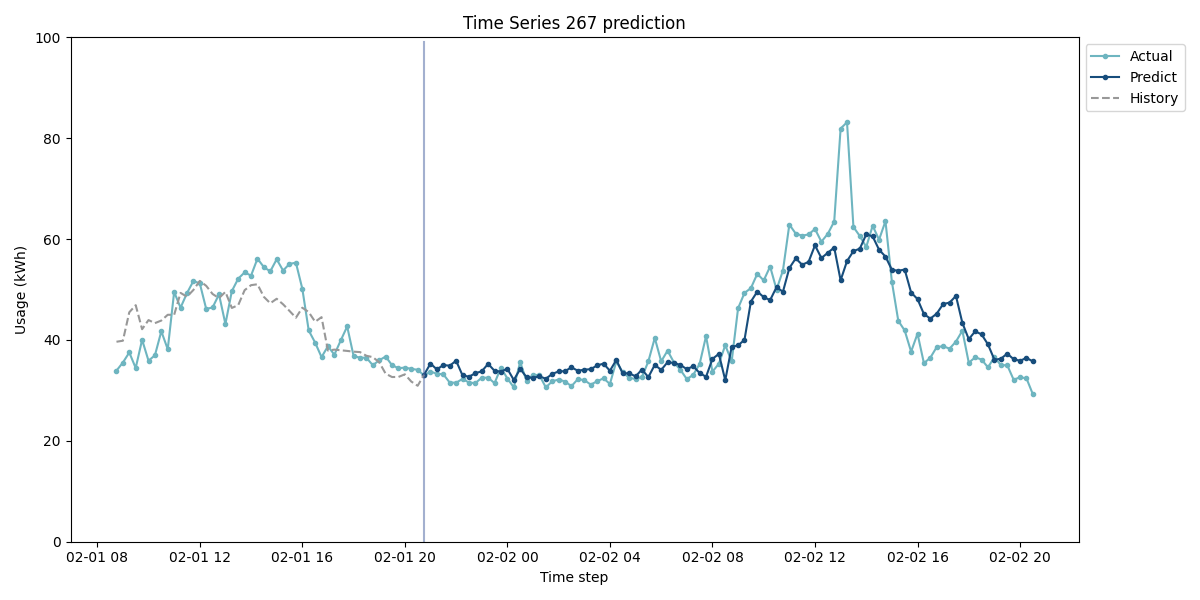 Time Series 267 prediction
Usage (kWh)
100
80
60
40
20
0
02-01 08
02-01 12
02-01 16
02-01 20
02-02 00
02-02 04
02-02 08
02-02 12
02-02 16
02-02 20
Time step
Actual
Predict
History